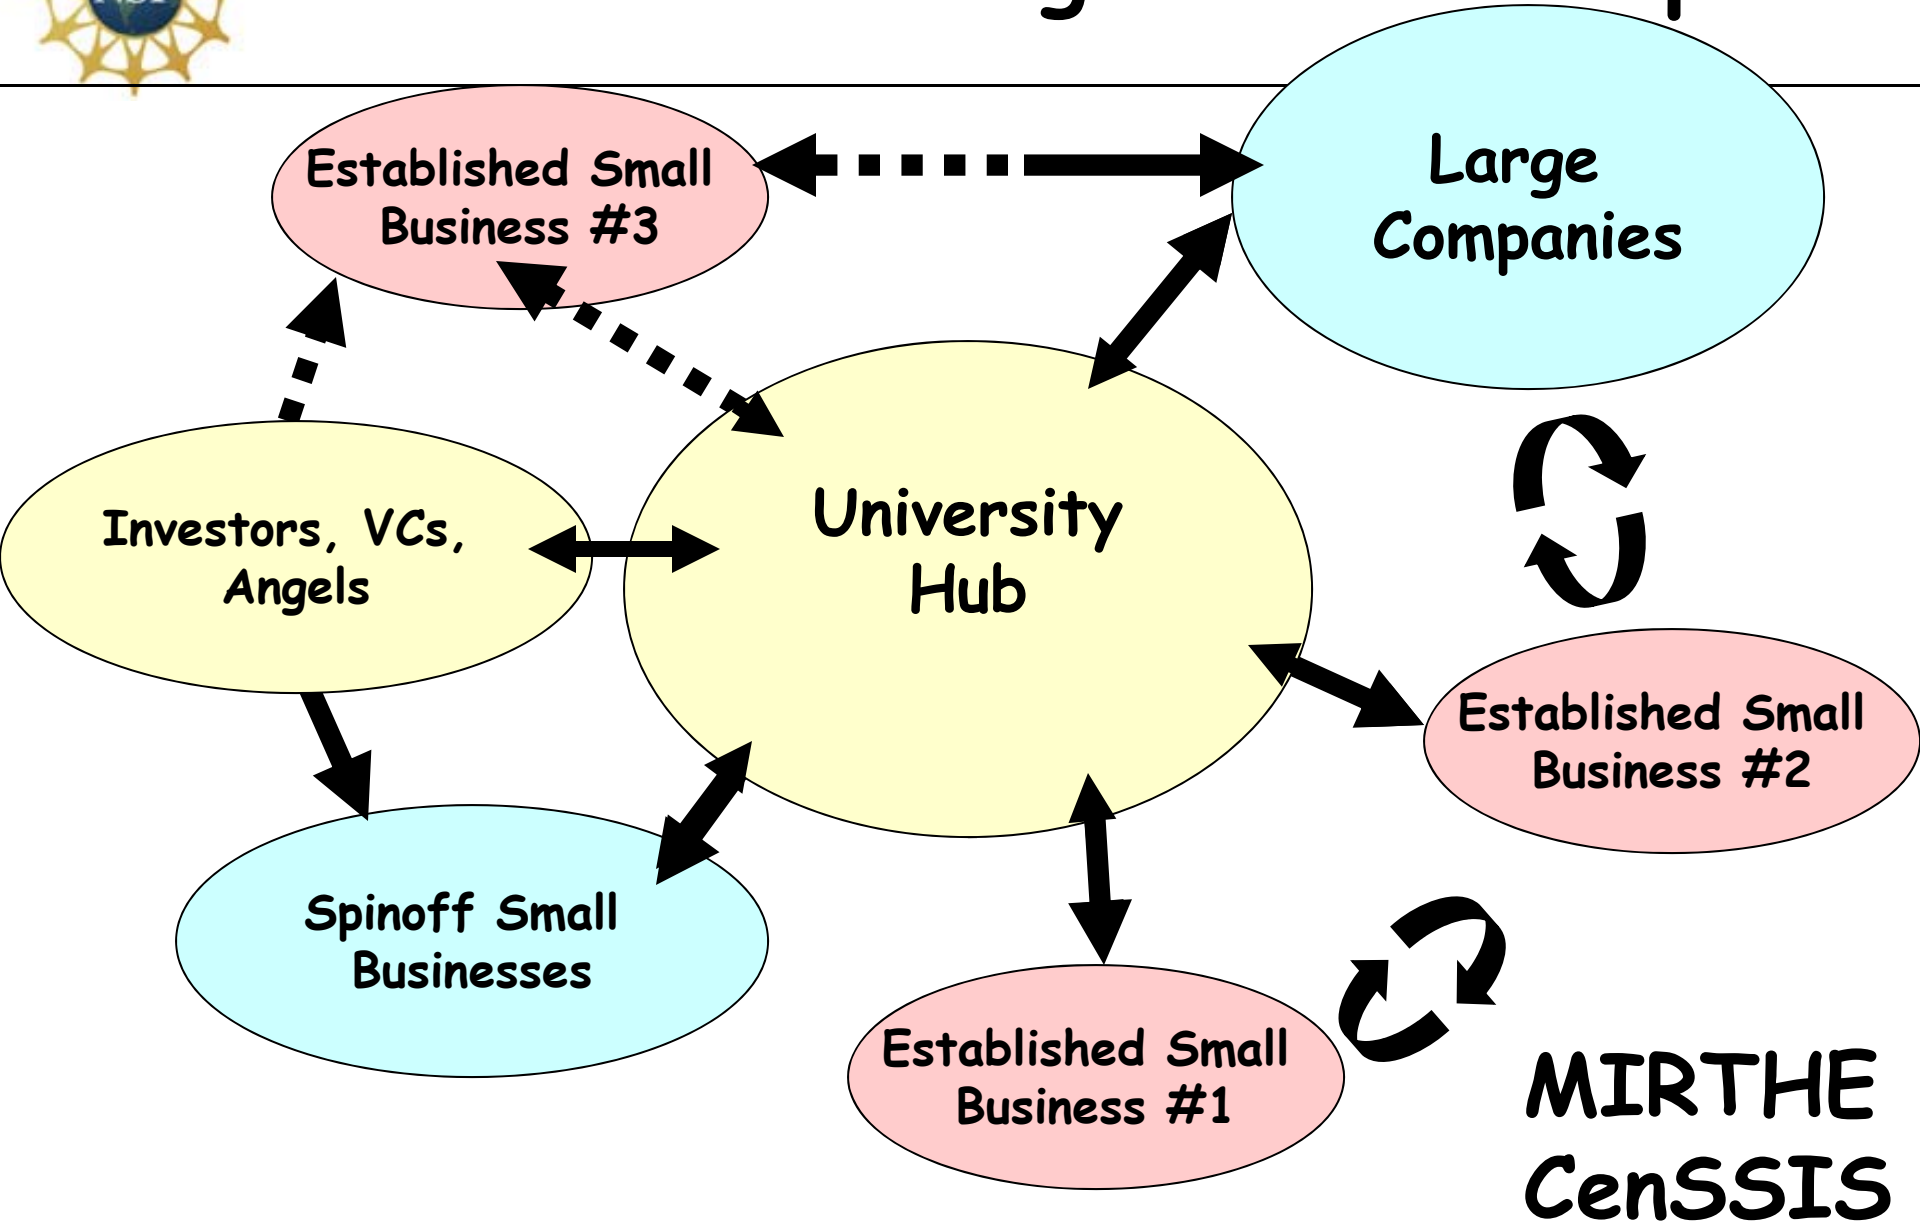 Established Small
Business #3
Large
Companies
University
Hub
Investors, VCs,
Angels
Established Small
Business #2
Spinoff Small
Businesses
Established Small
Business #1
MIRTHE
CenSSIS